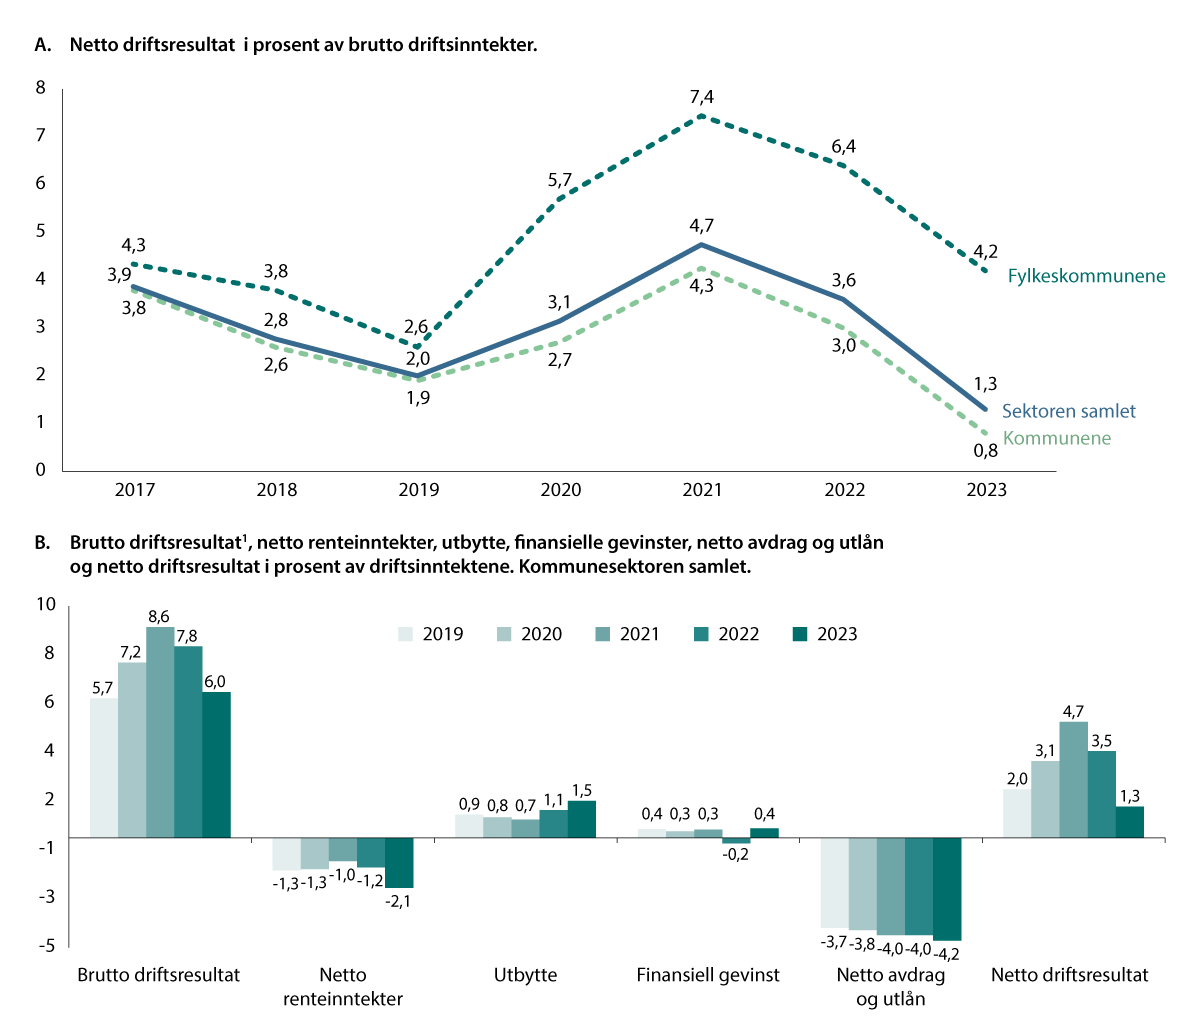 A. Netto driftsresultat i prosent av brutto driftsinntekter.
8
7
6
5
4
3
2
1
0
4,3
3,8
2,6
5,7
7,4
6,4
4,2
3,9
2,8
2,0
3,1
4,7
3,6
1,3
3,8
2,6
1,9
2,7
4,3
3,0
0,8
Fylkeskommunene
Sektoren samlet
Kommunene
2017 2018 2019 2020 2021 2022 2023
B. Brutto driftsresultat1, netto renteinntekter, utbytte, finansielle gevinster, netto avdrag og utlån
og netto driftsresultat i prosent av driftsinntektene. Kommunesektoren samlet.
10
8
6
4
2
-1
-3
-5
2019 2020 2021 2022 2023
5,7 7,2 8,6 7,8 6,0
-1,3 -1,3 -1,0 -1,2 -2,1
0,9 0,8 0,7 1,1 1,5
0,4 0,3 0,3 -0,2 0,4
-3,7 -3,8 -4,0 -4,0 -4,2
2,0 3,1 4,7 3,5 1,3
Brutto driftsresultat
Netto
renteinntekter
Utbytte
Finansiell gevinst
Netto avdrag
og utlån
Netto driftsresultat